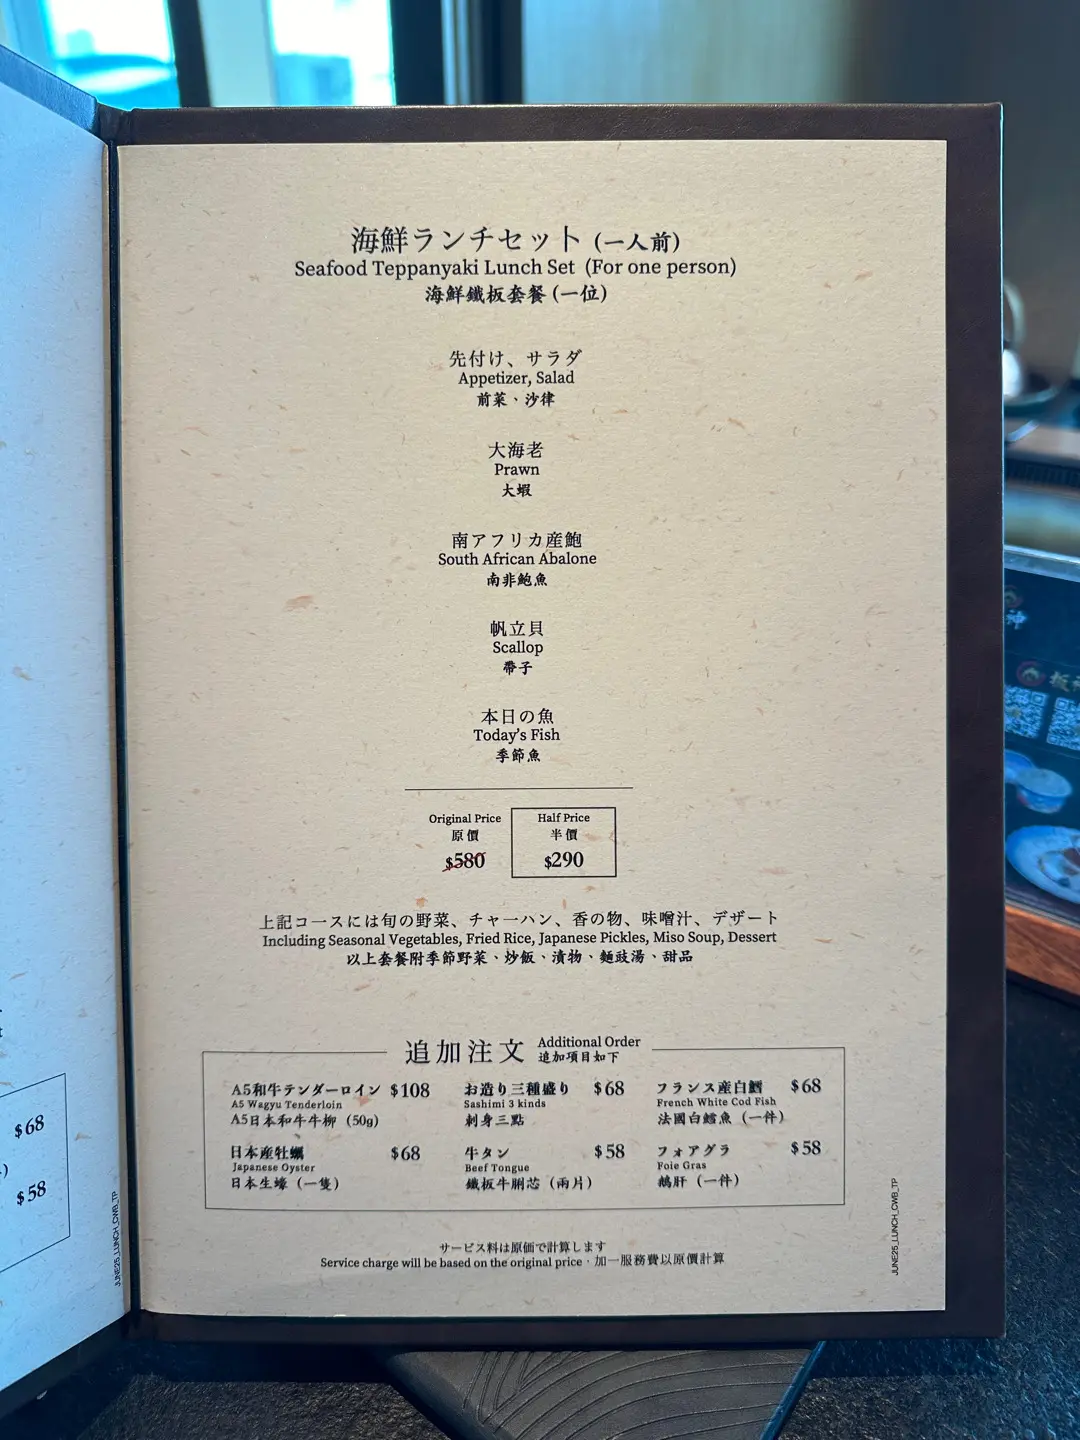 海鮮ランチセット (一人前)
Seafood Teppanyaki Lunch Set (For one person)
海鮮鐵板套餐 (一位)
先付け、サラダ
Appetizer, Salad
前菜、沙律
大海老
Prawn
大蝦
南アフリカ産鮑
South African Abalone
南非鮑魚
帆立貝
Scallop
帶子
本日の魚
Today's Fish
季節魚
Original Price
原價
$580
Half Price
半價
$290
上記コースには旬の野菜、チャーハン、香の物、味噌汁、デザート
Including Seasonal Vegetables, Fried Rice, Japanese Pickles, Miso Soup, Dessert
以上套餐附季節野菜、炒飯、漬物、麵豉湯、甜品
追加注文 Additional Order
追加項目如下
A5和牛テンダーロイン $108
A5 Wagyu Tenderloin
A5日本和牛牛柳 (50g)
お造り三種盛り $68
Sashimi 3 kinds
刺身三點
フランス産白鱈 $68
French White Cod Fish
法國白鱈魚 (一件)
日本産牡蠣 $68
Japanese Oyster
日本生蠔 (一隻)
牛タン $58
Beef Tongue
鐵板牛脷芯 (兩片)
フォアグラ $58
Foie Gras
鵝肝 (一件)
サービス料は原価で計算します
Service charge will be based on the original price，加一服務費以原價計算
JUNE25_LUNCH_CWB_TP
$68
$58
JUNE25_LUNCH_CWB_TP
神